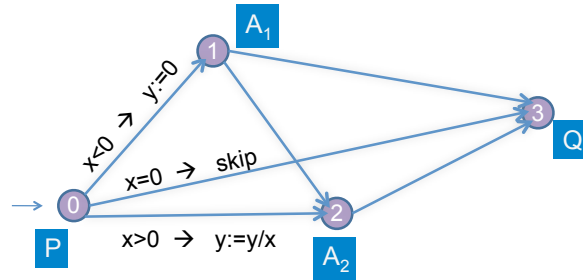 A₁
1
x<0 → y:=0
3
Q
x=0 → skip
0
2
P
x>0 → y:=y/x
A₂